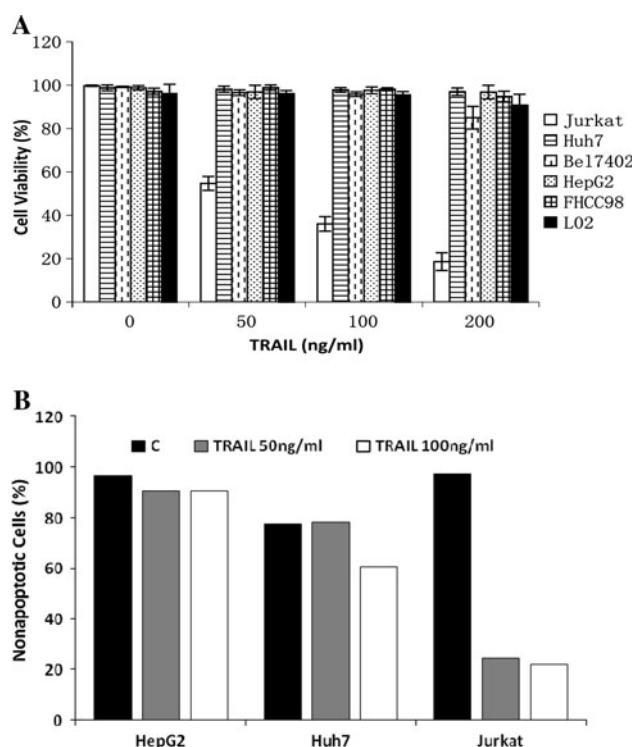 A
120
100
80
60
40
20
0
Cell Viability (%)
0 50 100 200
TRAIL (ng/ml)
Jurkat
Huh7
Bel7402
HepG2
FHCC98
L02
B
C TRAIL 50ng/ml TRAIL 100ng/ml
120
100
80
60
40
20
0
Nonapoptotic Cells (%)
HepG2 Huh7 Jurkat